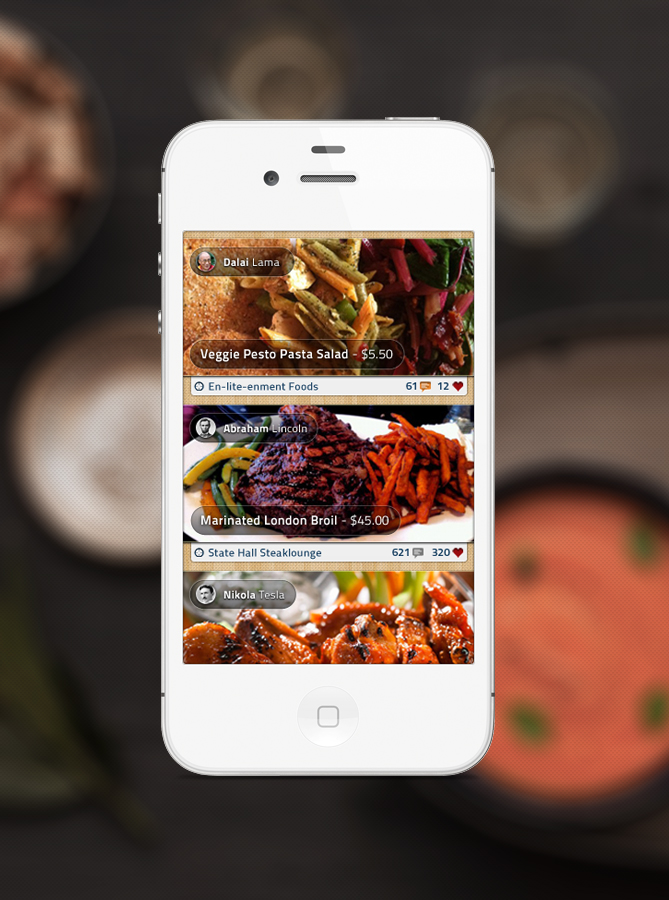 Dalai Lama
Veggie Pesto Pasta Salad - $5.50
En-lite-enment Foods 61 12
Abraham Lincoln
Marinated London Broil - $45.00
State Hall Steaklounge 621 320
Nikola Tesla